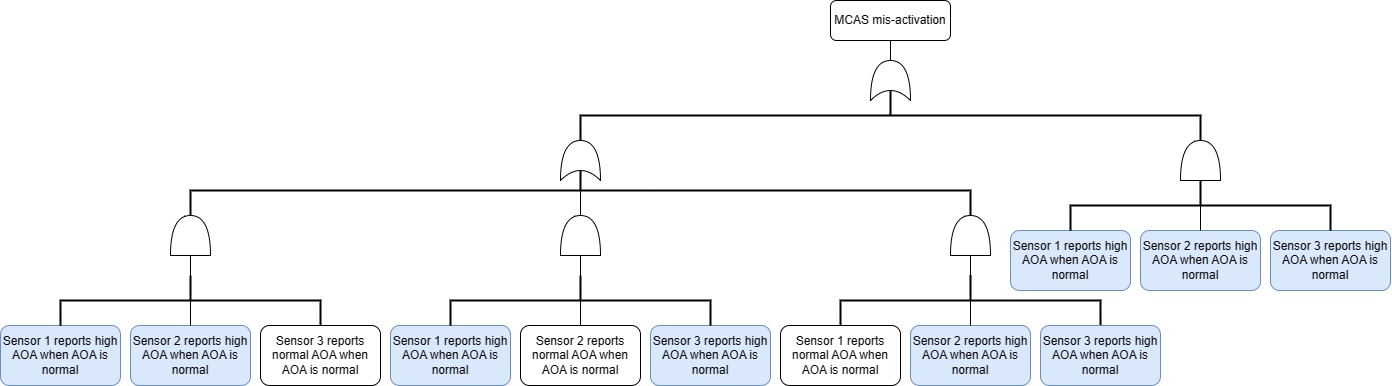 MCAS mis-activation
Sensor 1 reports high
AOA when AOA is
normal
Sensor 2 reports high
AOA when AOA is
normal
Sensor 3 reports high
AOA when AOA is
normal
Sensor 1 reports high
AOA when AOA is
normal
Sensor 2 reports high
AOA when AOA is
normal
Sensor 3 reports
normal AOA when
AOA is normal
Sensor 1 reports high
AOA when AOA is
normal
Sensor 2 reports
normal AOA when
AOA is normal
Sensor 3 reports high
AOA when AOA is
normal
Sensor 1 reports
normal AOA when
AOA is normal
Sensor 2 reports high
AOA when AOA is
normal
Sensor 3 reports high
AOA when AOA is
normal